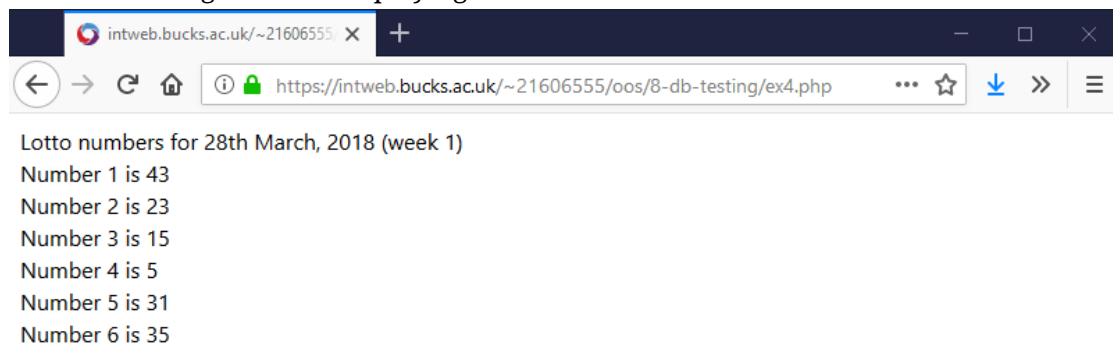 intweb.bucks.ac.uk/~21606555/
https://intweb.bucks.ac.uk/~21606555/oos/8-db-testing/ex4.php
Lotto numbers for 28th March, 2018 (week 1)
Number 1 is 43
Number 2 is 23
Number 3 is 15
Number 4 is 5
Number 5 is 31
Number 6 is 35